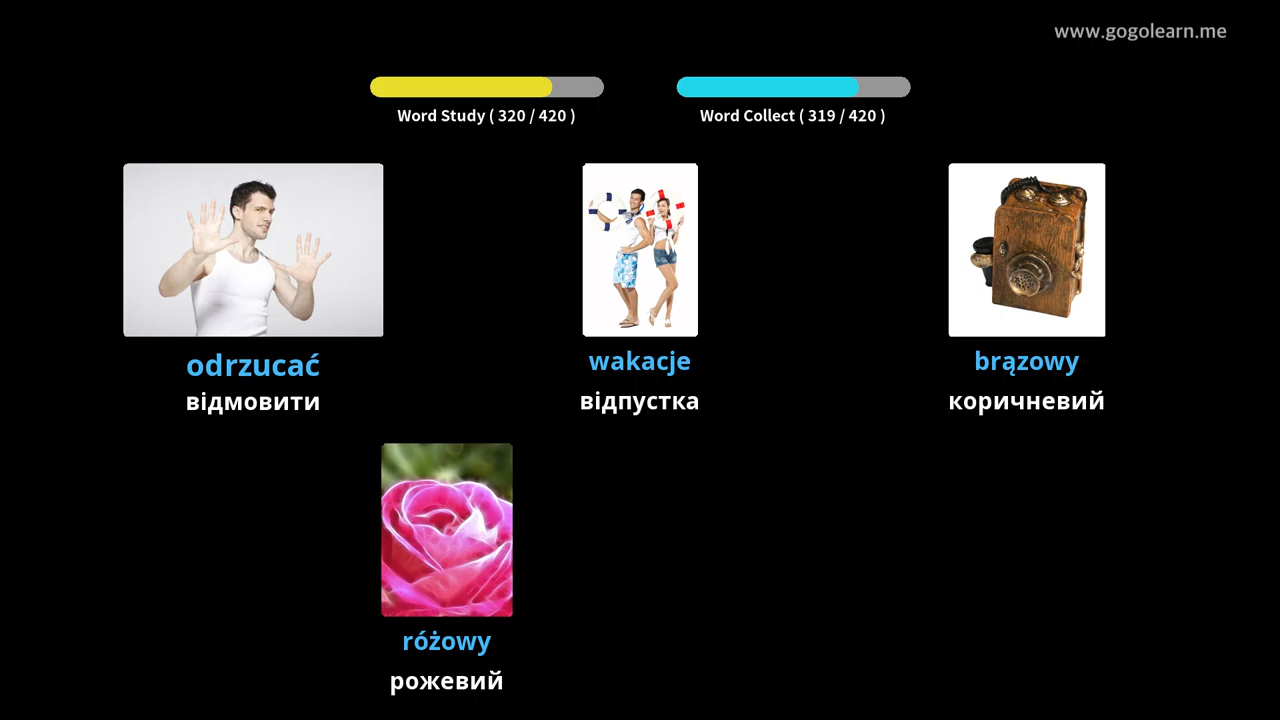 www.gogolearn.me
Word Study ( 320 / 420 )
Word Collect ( 319 / 420 )
odrzucać
відмовити
wakacje
відпустка
brązowy
коричневий
różowy
рожевий